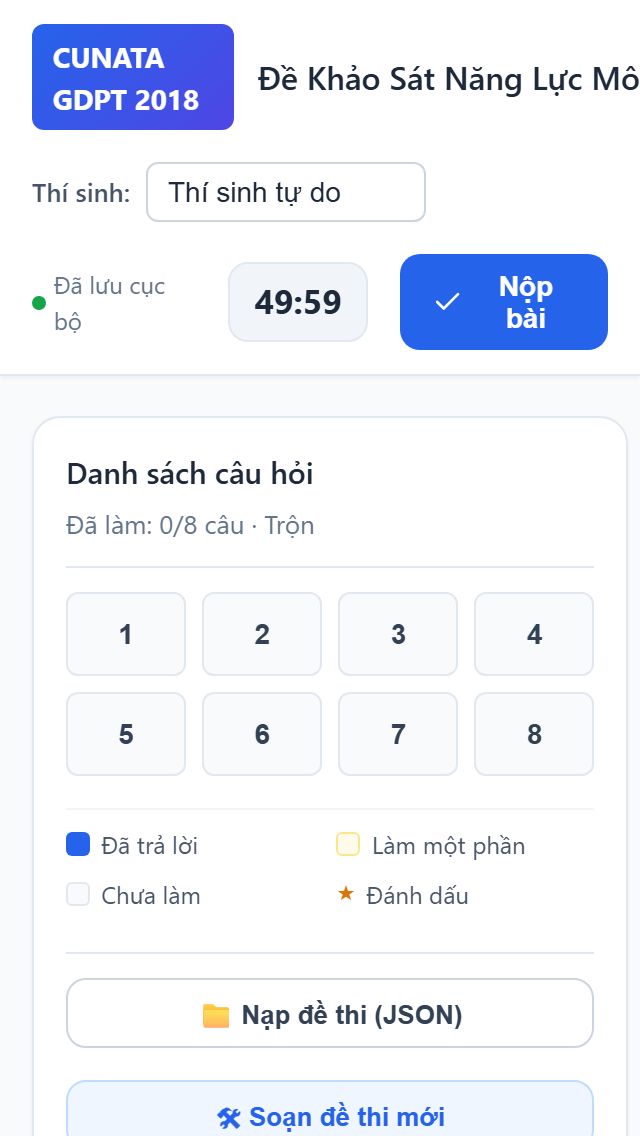 CUNATA
GDPT 2018
Đề Khảo Sát Năng Lực Mô
Thí sinh:
Thí sinh tự do
Đã lưu cục
bộ
49:59
Nộp
bài
Danh sách câu hỏi
Đã làm: 0/8 câu · Trộn
1
2
3
4
5
6
7
8
Đã trả lời
Làm một phần
Chưa làm
Đánh dấu
Nạp đề thi (JSON)
Soạn đề thi mới